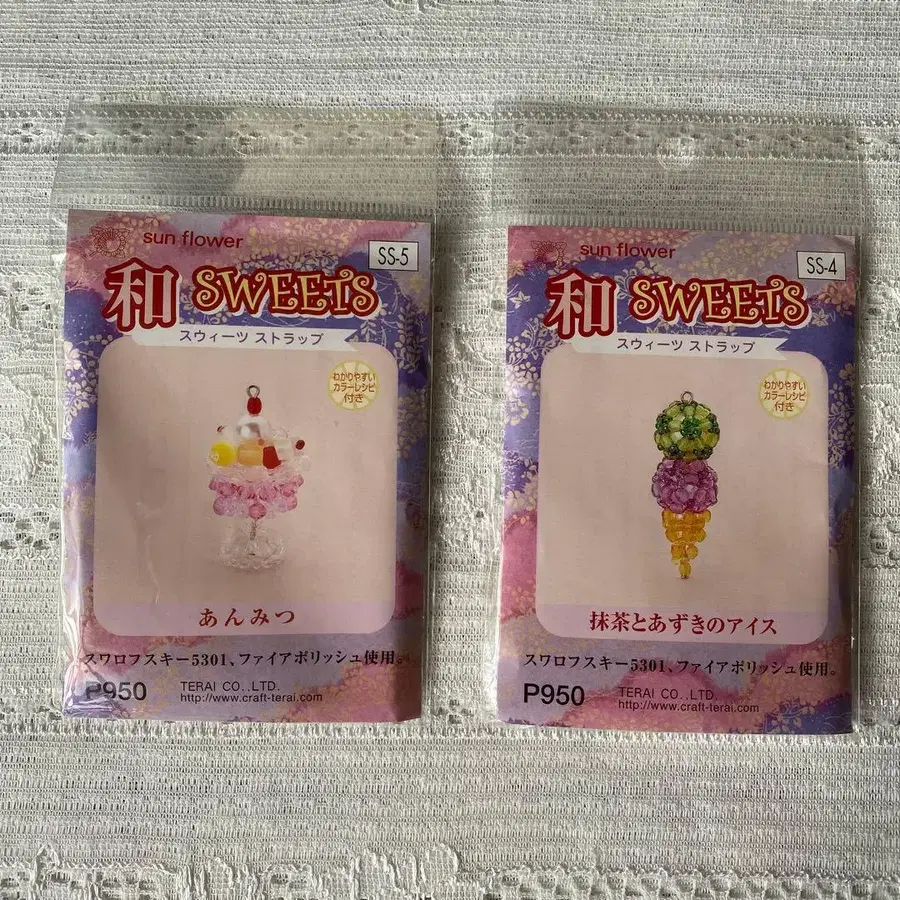 sun flower
SS-5
和 SWEETS
スウィーツ ストラップ
わかりやすい
カラーレシピ
付き
あんみつ
スワロフスキー5301、ファイアポリッシュ使用。
P950
TERAI CO.,LTD.
http://www.craft-terai.com
sun flower
SS-4
和 SWEETS
スウィーツ ストラップ
わかりやすい
カラーレシピ
付き
抹茶とあずきのアイス
スワロフスキー5301、ファイアポリッシュ使用。
P950
TERAI CO.,LTD.
http://www.craft-terai.com